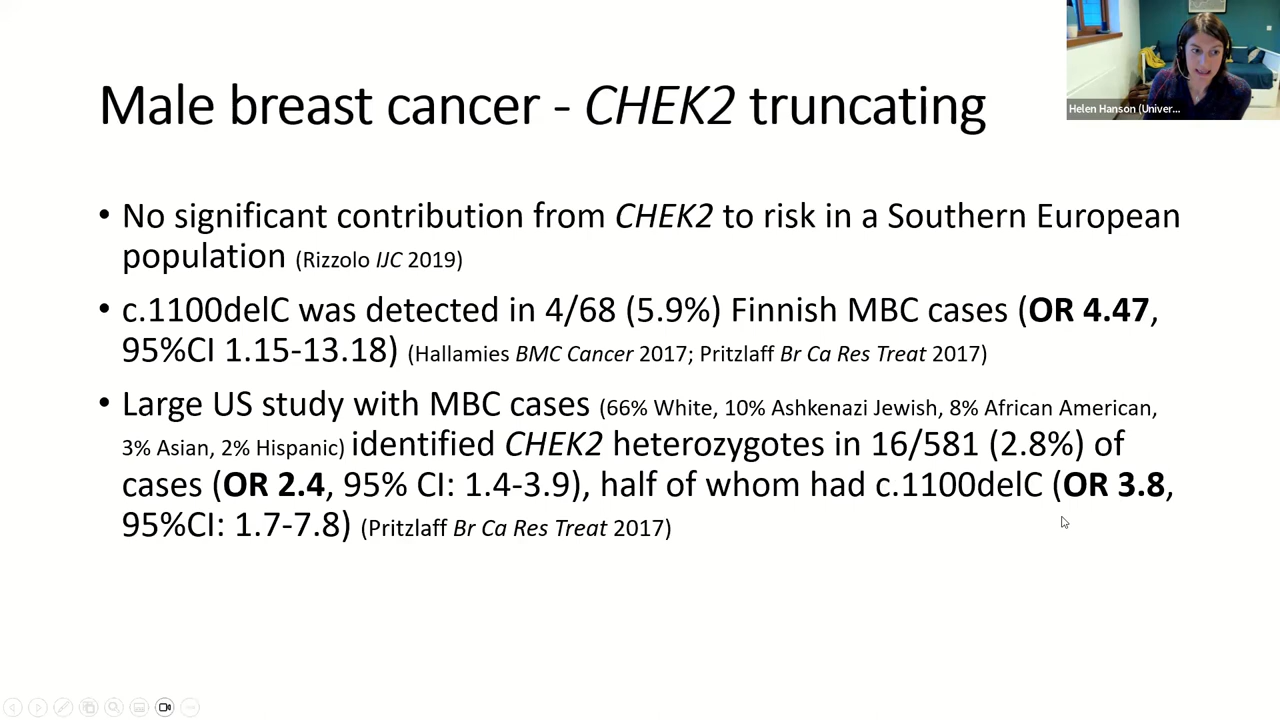 Male breast cancer - CHEK2 truncating
Helen Hanson (Univer...
• No significant contribution from CHEK2 to risk in a Southern European
population (Rizzolo IJC 2019)
• c.1100delC was detected in 4/68 (5.9%) Finnish MBC cases (OR 4.47,
95%CI 1.15-13.18) (Hallamies BMC Cancer 2017; Pritzlaff Br Ca Res Treat 2017)
• Large US study with MBC cases (66% White, 10% Ashkenazi Jewish, 8% African American,
3% Asian, 2% Hispanic) identified CHEK2 heterozygotes in 16/581 (2.8%) of
cases (OR 2.4, 95% CI: 1.4-3.9), half of whom had c.1100delC (OR 3.8,
95%CI: 1.7-7.8) (Pritzlaff Br Ca Res Treat 2017)